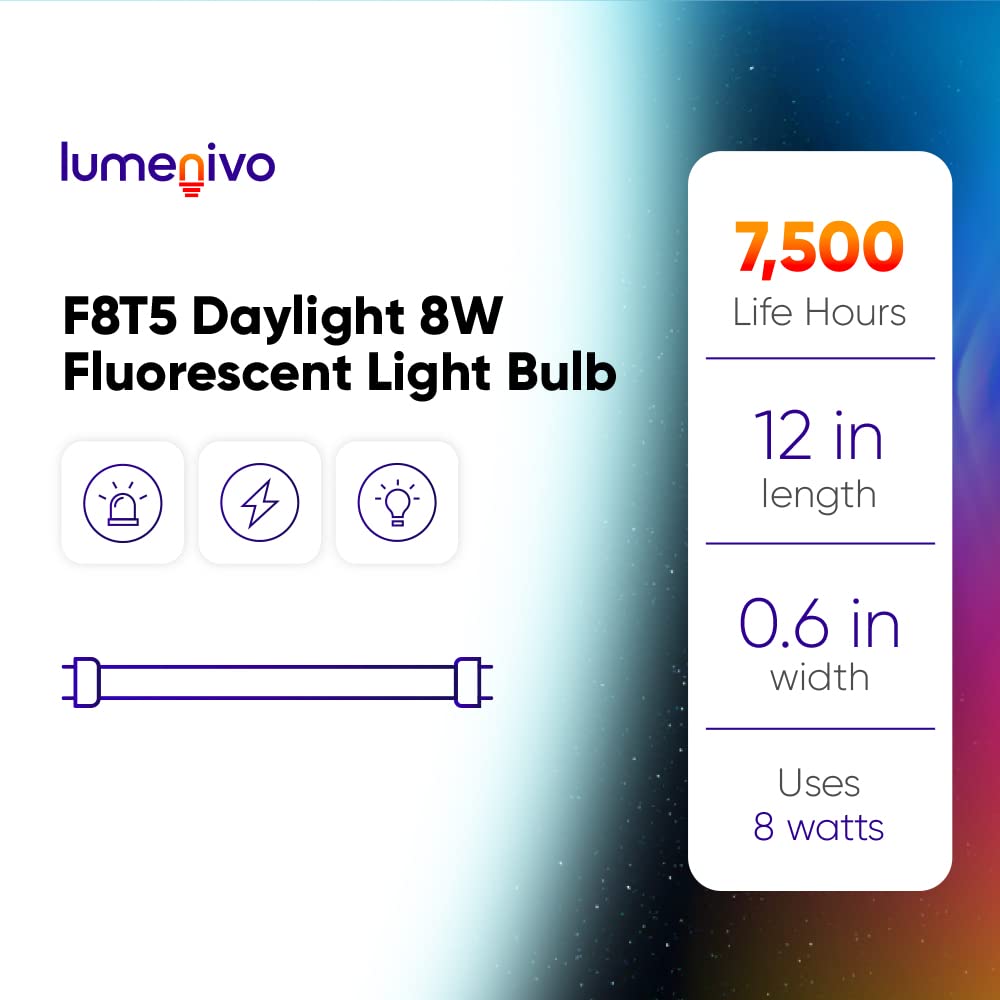 lumenivo
F8T5 Daylight 8W
Fluorescent Light Bulb
7,500
Life Hours
12 in
length
0.6 in
width
Uses
8 watts